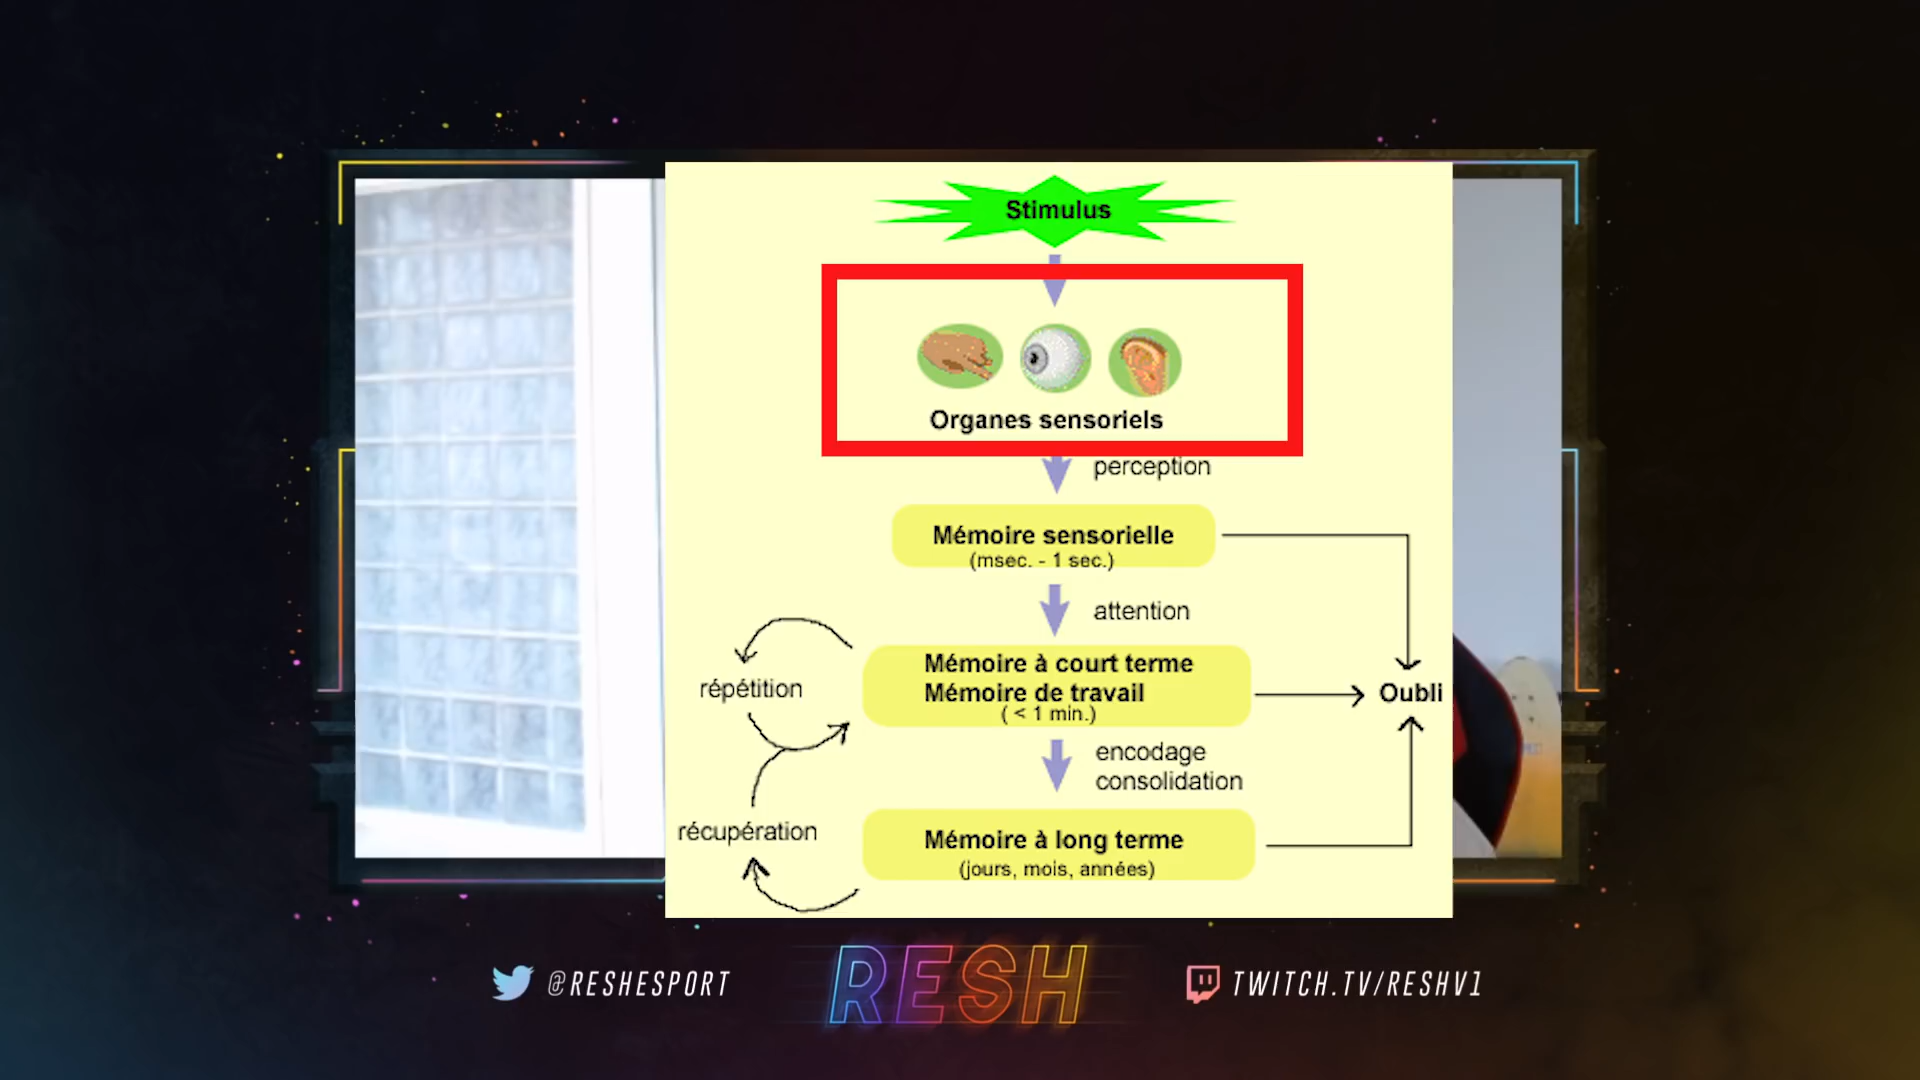 Stimulus
Organes sensoriels
perception
Mémoire sensorielle
(msec. - 1 sec.)
attention
Mémoire à court terme
Mémoire de travail
( < 1 min.)
répétition
Oubli
encodage
consolidation
récupération
Mémoire à long terme
(jours, mois, années)
@RESHESPORT
RESH
TWITCH.TV/RESHV1